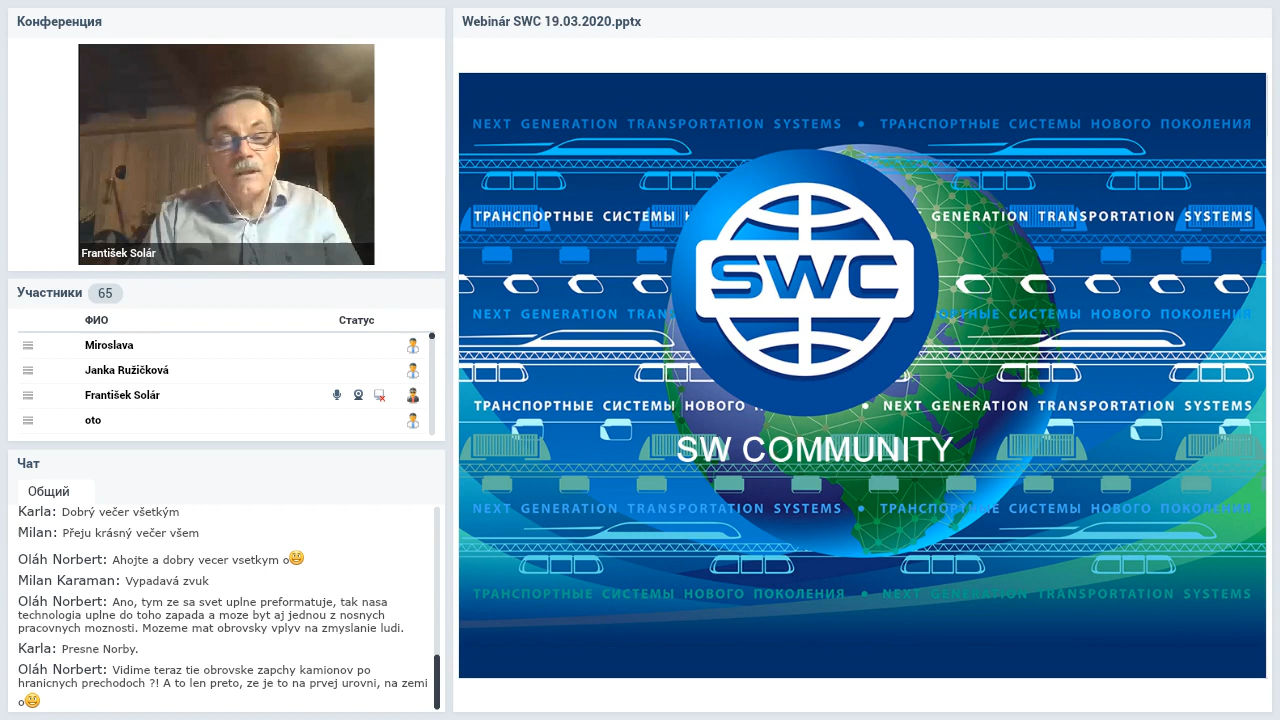 Конференция
František Solár
Участники 65
ФИО Статус
Miroslava
Janka Ružičková
František Solár
oto
Чат
Общий
Karla: Dobrý večer všetkým
Milan: Přeju krásný večer všem
Oláh Norbert: Ahojte a dobry vecer vsetkym o
Milan Karaman: Vypadavá zvuk
Oláh Norbert: Ano, tym ze sa svet uplne preformatuje, tak nasa
technologia uplne do toho zapada a moze byt aj jednou z nosnych
pracovnych moznosti. Mozeme mat obrovsky vplyv na zmyslanie ludi.
Karla: Presne Norby.
Oláh Norbert: Vidime teraz tie obrovske zapchy kamionov po
hranicnych prechodoch ?! A to len preto, ze je to na prvej urovni, na zemi
o
Webinár SWC 19.03.2020.pptx
NEXT GENERATION TRANSPORTATION SYSTEMS • ТРАНСПОРТНЫЕ СИСТЕМЫ НОВОГО ПОКОЛЕНИЯ
ТРАНСПОРТНЫЕ СИСТЕМЫ Н GENERATION TRANSPORTATION SYSTEMS
SWC
NEXT GENERATION TRAN ОРТНЫЕ СИСТЕМЫ НОВОГО ПОКОЛЕНИЯ
ТРАНСПОРТНЫЕ СИСТЕМЫ НОВОГО • NEXT GENERATION TRANSPORTATION SYSTEMS
SW COMMUNITY
NEXT GENERATION TRANSPORTATION SYSTEMS • ТРАНСПОРТНЫЕ СИСТЕМЫ НОВОГО ПОКОЛЕНИЯ
ТРАНСПОРТНЫЕ СИСТЕМЫ НОВОГО ПОКОЛЕНИЯ • NEXT GENERATION TRANSPORTATION SYSTEMS